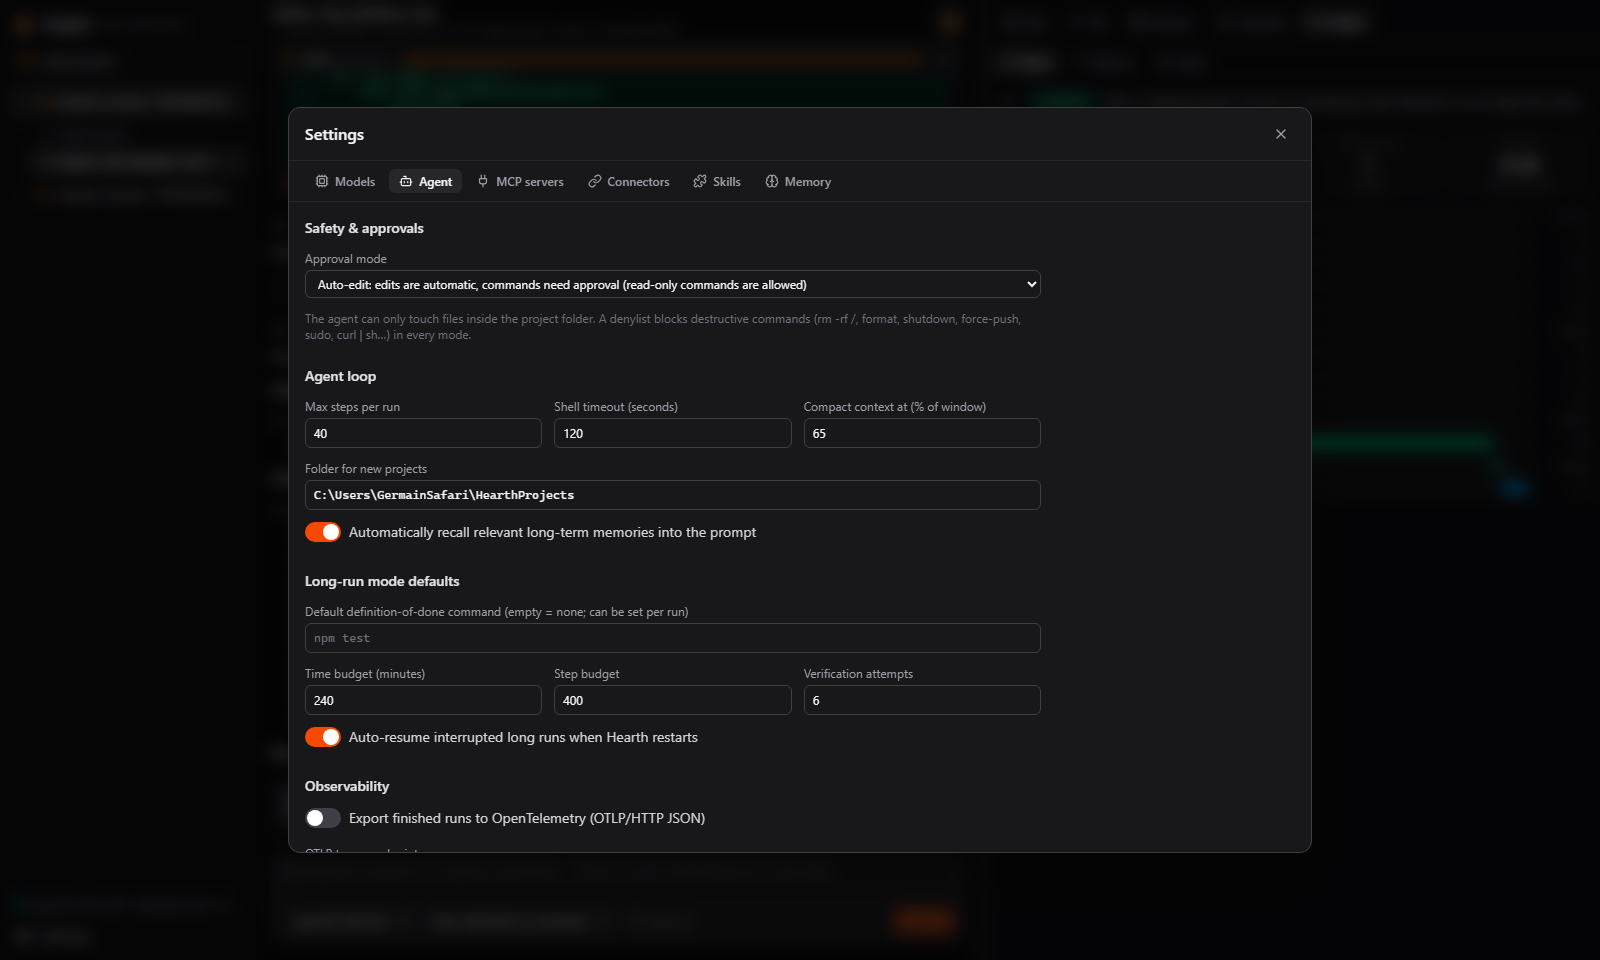 Settings
Models
Agent
MCP servers
Connectors
Skills
Memory
Safety & approvals
Approval mode
Auto-edit: edits are automatic, commands need approval (read-only commands are allowed)
The agent can only touch files inside the project folder. A denylist blocks destructive commands (rm -rf /, format, shutdown, force-push,
sudo, curl | sh...) in every mode.
Agent loop
Max steps per run
Shell timeout (seconds)
Compact context at (% of window)
40
120
65
Folder for new projects
C:\Users\GermainSafari\HearthProjects
Automatically recall relevant long-term memories into the prompt
Long-run mode defaults
Default definition-of-done command (empty = none; can be set per run)
npm test
Time budget (minutes)
Step budget
Verification attempts
240
400
6
Auto-resume interrupted long runs when Hearth restarts
Observability
Export finished runs to OpenTelemetry (OTLP/HTTP JSON)